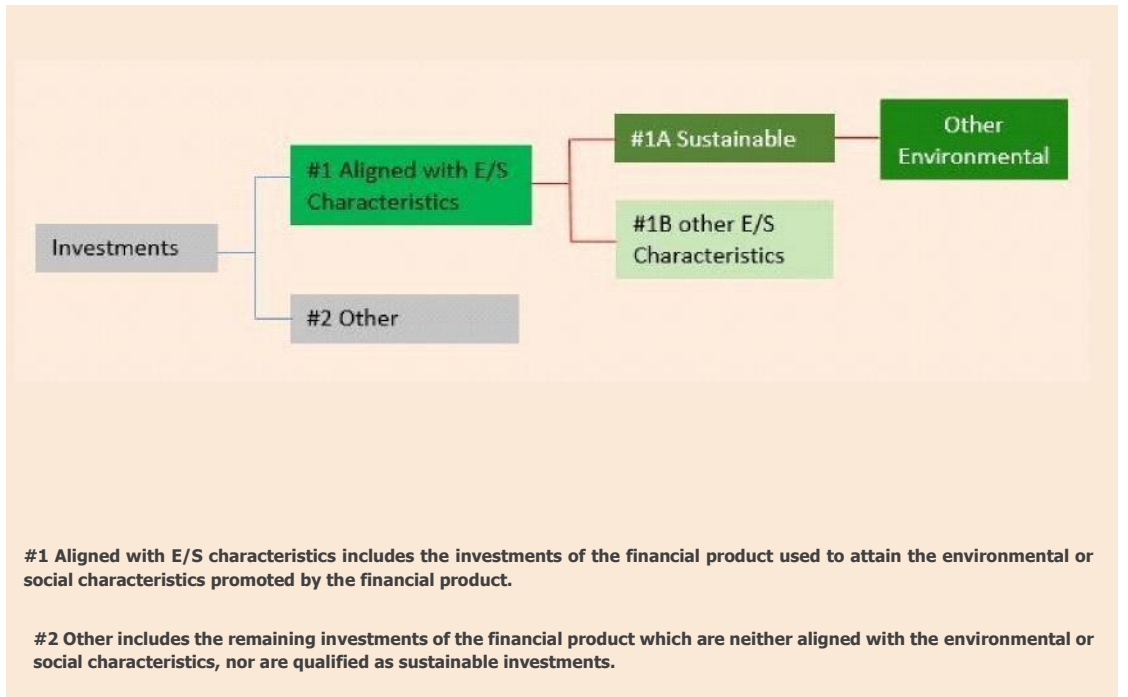 Investments
#1 Aligned with E/S
Characteristics
#2 Other
#1A Sustainable
#1B other E/S
Characteristics
Other
Environmental
#1 Aligned with E/S characteristics includes the investments of the financial product used to attain the environmental or
social characteristics promoted by the financial product.
#2 Other includes the remaining investments of the financial product which are neither aligned with the environmental or
social characteristics, nor are qualified as sustainable investments.